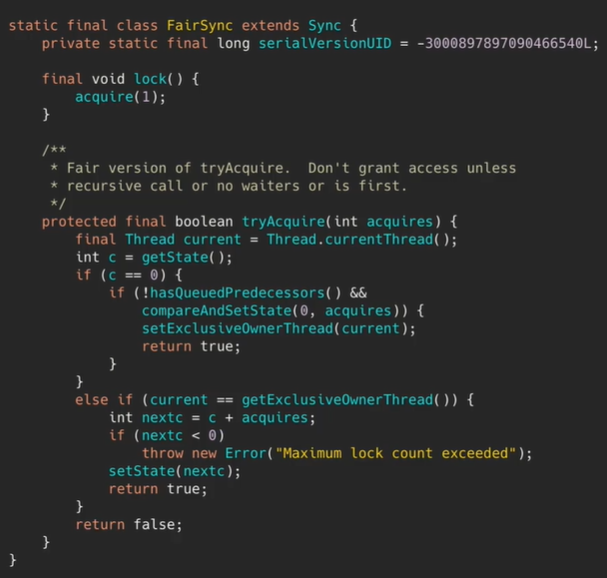 static final class FairSync extends Sync {
    private static final long serialVersionUID = -3000897897090466540L;

    final void lock() {
        acquire(1);
    }

    /**
     * Fair version of tryAcquire.  Don't grant access unless
     * recursive call or no waiters or is first.
     */
    protected final boolean tryAcquire(int acquires) {
        final Thread current = Thread.currentThread();
        int c = getState();
        if (c == 0) {
            if (!hasQueuedPredecessors() &&
                compareAndSetState(0, acquires)) {
                setExclusiveOwnerThread(current);
                return true;
            }
        }
        else if (current == getExclusiveOwnerThread()) {
            int nextc = c + acquires;
            if (nextc < 0)
                throw new Error("Maximum lock count exceeded");
            setState(nextc);
            return true;
        }
        return false;
    }
}